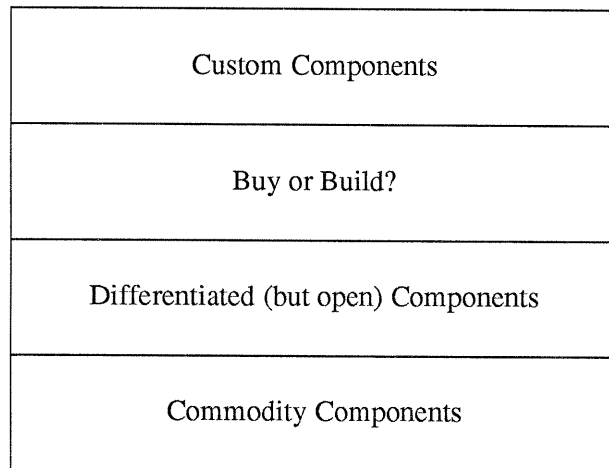 Custom Components
Buy or Build?
Differentiated (but open) Components
Commodity Components